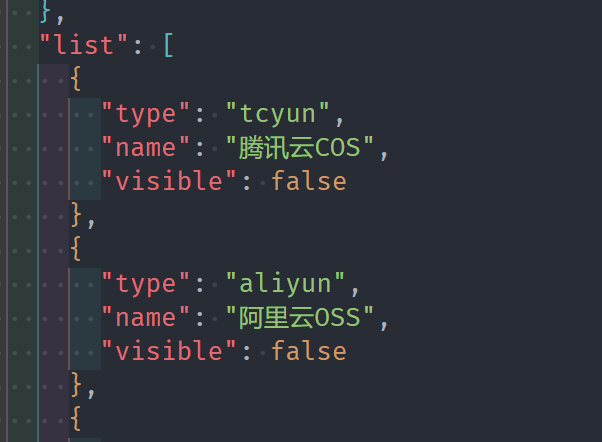 },
"list": [
{
"type": "tcyun",
"name": "腾讯云COS",
"visible": false
},
{
"type": "aliyun",
"name": "阿里云OSS",
"visible": false
},
{